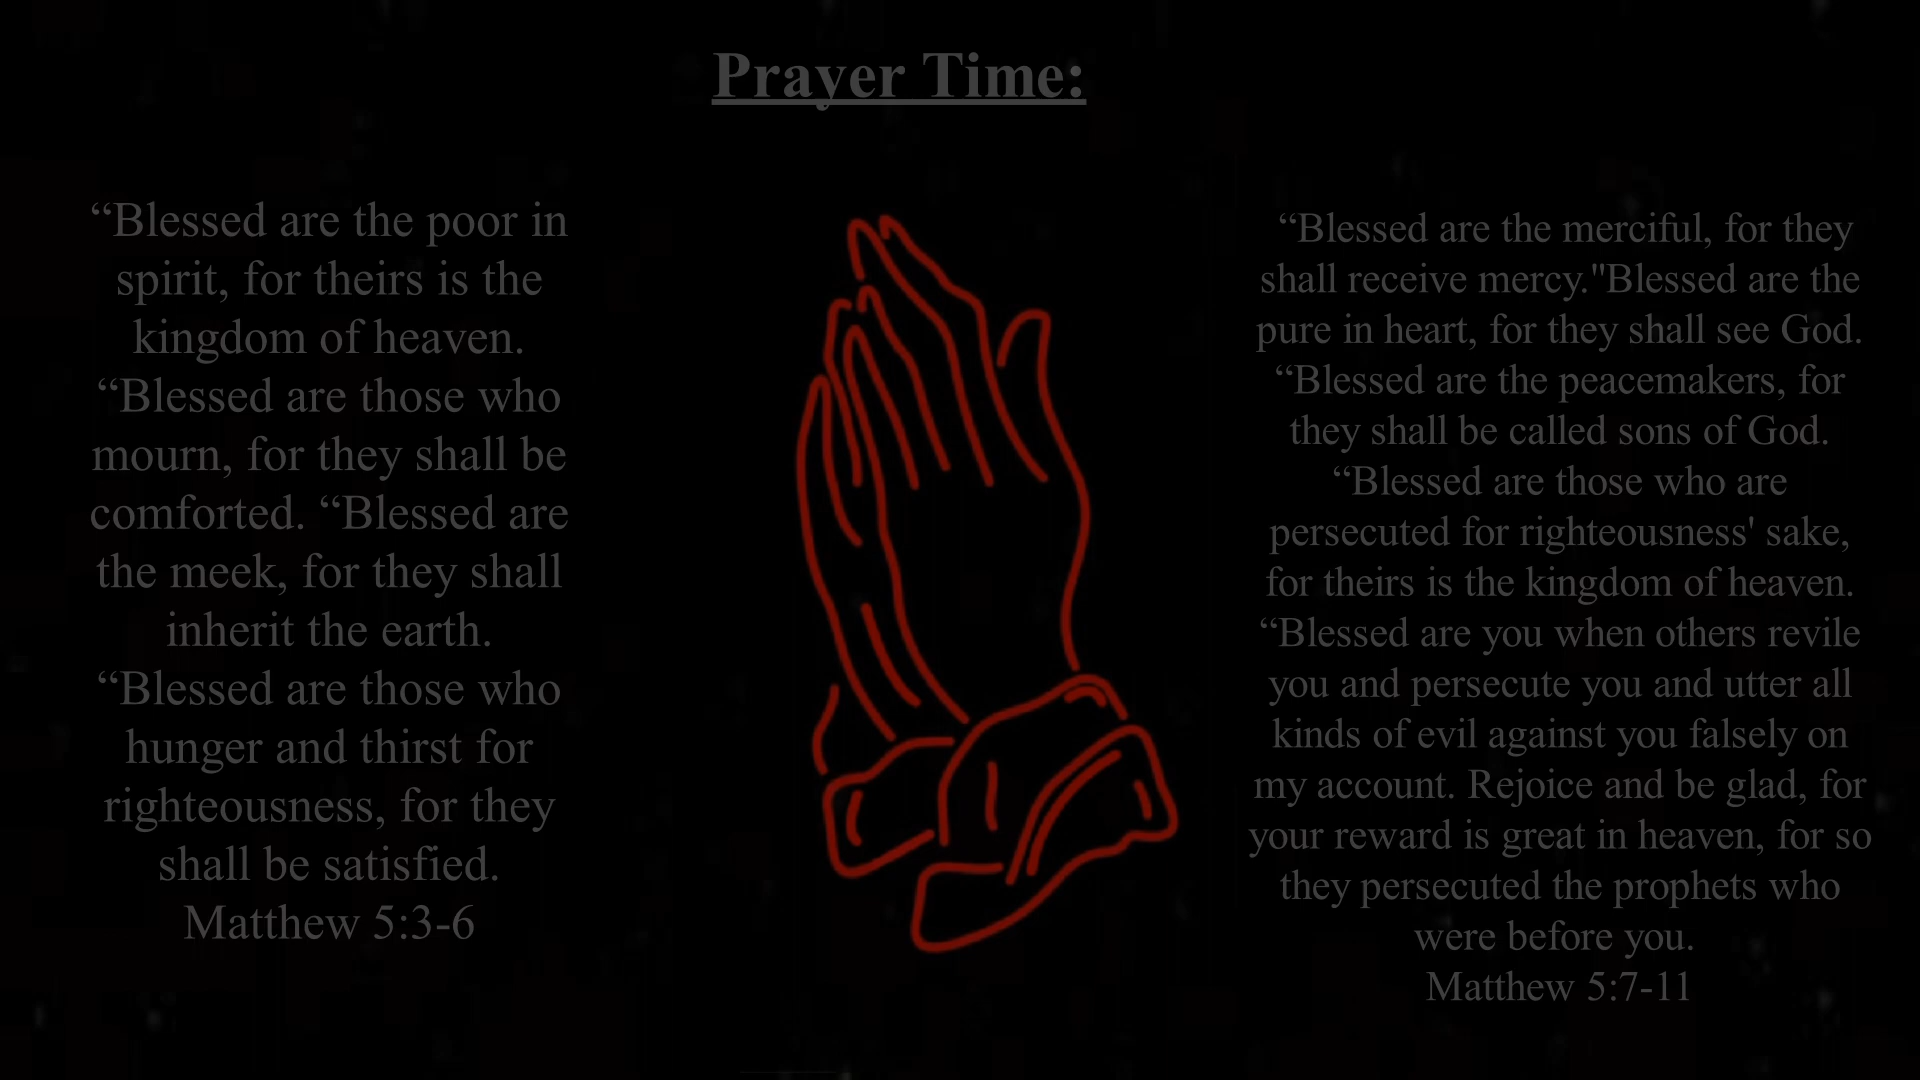 Prayer Time:
“Blessed are the poor in
spirit, for theirs is the
kingdom of heaven.
“Blessed are those who
mourn, for they shall be
comforted. “Blessed are
the meek, for they shall
inherit the earth.
“Blessed are those who
hunger and thirst for
righteousness, for they
shall be satisfied.
Matthew 5:3-6
“Blessed are the merciful, for they
shall receive mercy."Blessed are the
pure in heart, for they shall see God.
“Blessed are the peacemakers, for
they shall be called sons of God.
“Blessed are those who are
persecuted for righteousness' sake,
for theirs is the kingdom of heaven.
“Blessed are you when others revile
you and persecute you and utter all
kinds of evil against you falsely on
my account. Rejoice and be glad, for
your reward is great in heaven, for so
they persecuted the prophets who
were before you.
Matthew 5:7-11